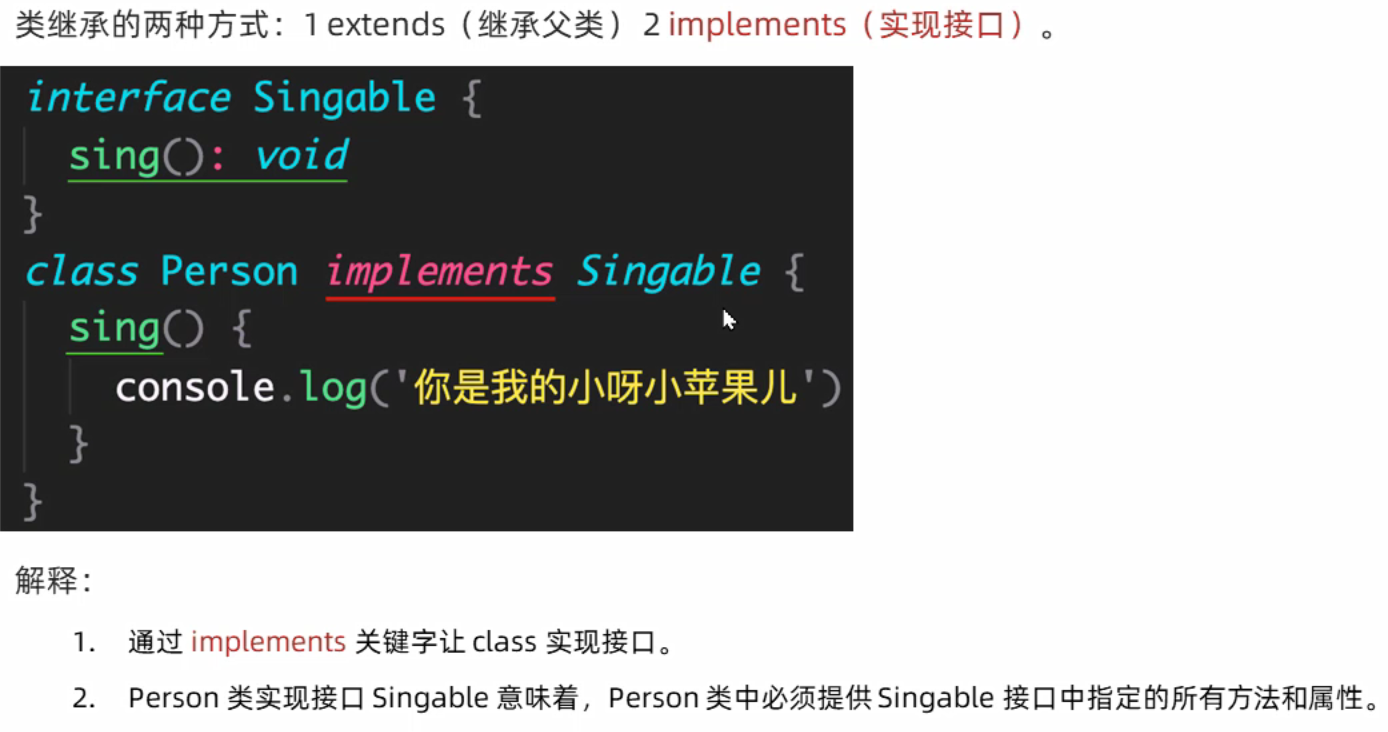 类继承的两种方式：1 extends（继承父类）2 implements（实现接口）。
interface Singable {
sing(): void
}
class Person implements Singable {
sing() {
console.log('你是我的小呀小苹果儿')
}
}
解释：
1. 通过 implements 关键字让 class 实现接口。
2. Person 类实现接口 Singable 意味着，Person 类中必须提供 Singable 接口中指定的所有方法和属性。